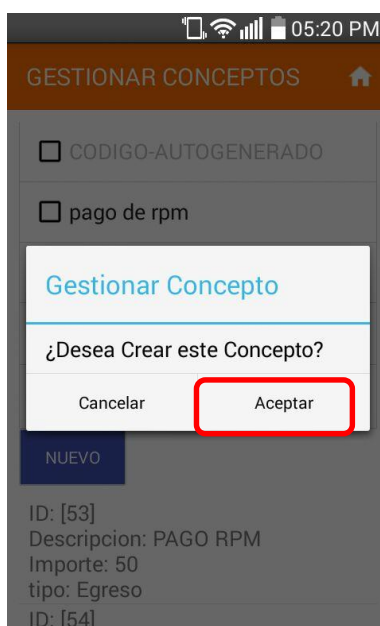 05:20 PM
GESTIONAR CONCEPTOS
CODIGO-AUTOGENERADO
pago de rpm
Gestionar Concepto
¿Desea Crear este Concepto?
Cancelar
Aceptar
NUEVO
ID: [53]
Descripcion: PAGO RPM
Importe: 50
tipo: Egreso
ID: [54]